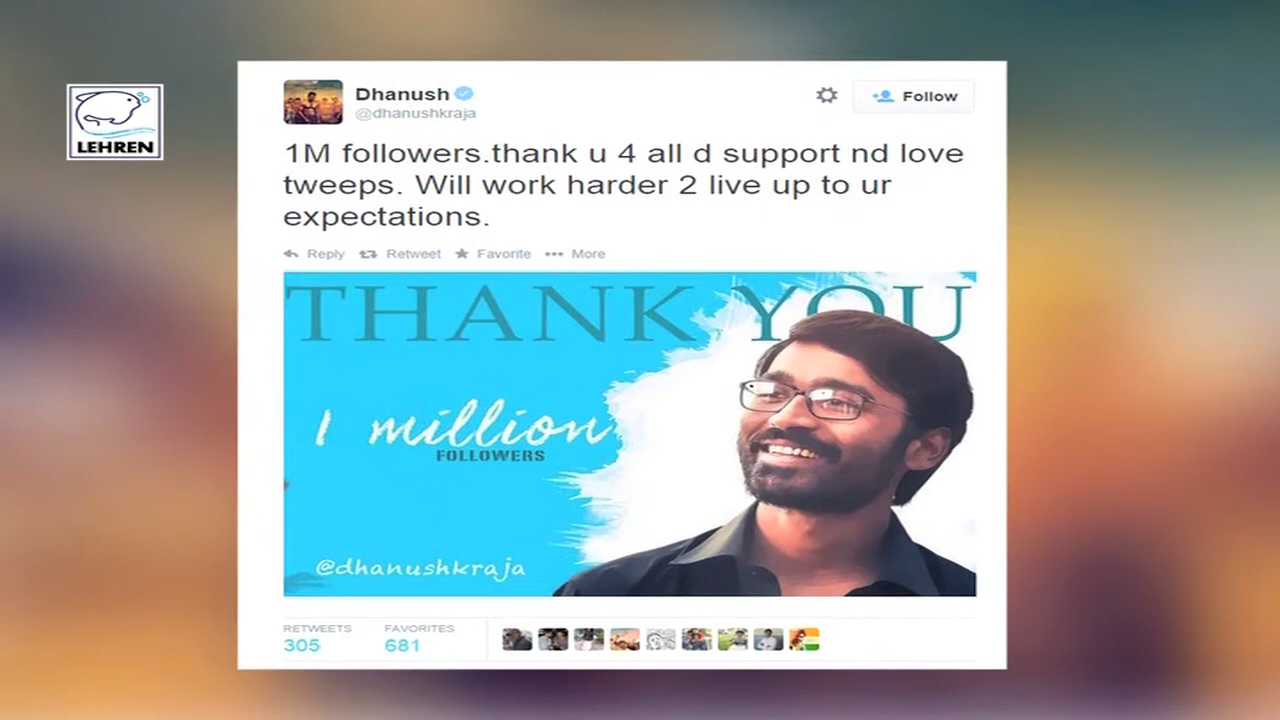 LEHREN
Dhanush
@dhanushkraja
Follow
1M followers.thank u 4 all d support nd love
tweeps. Will work harder 2 live up to ur
expectations.
Reply Retweet Favorite More
THANK YOU
1 million
FOLLOWERS
@dhanushkraja
RETWEETS FAVORITES
305 681